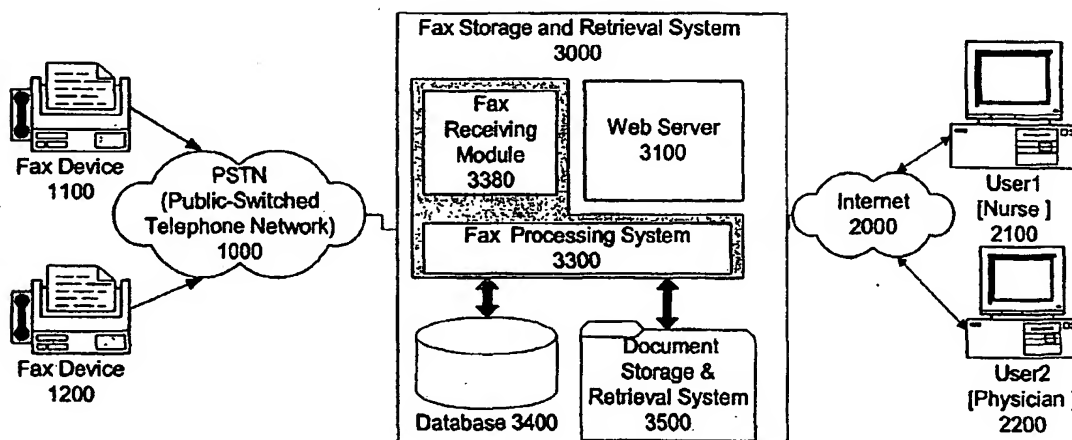 Fax Storage and Retrieval System
3000
Fax
Receiving
Module
3380
Web Server
3100
Fax Processing System
3300
Database 3400
Document
Storage &
Retrieval System
3500
Fax Device
1100
PSTN
(Public-Switched
Telephone Network)
1000
Fax Device
1200
Internet
2000
User1
[Nurse ]
2100
User2
[Physician ]
2200